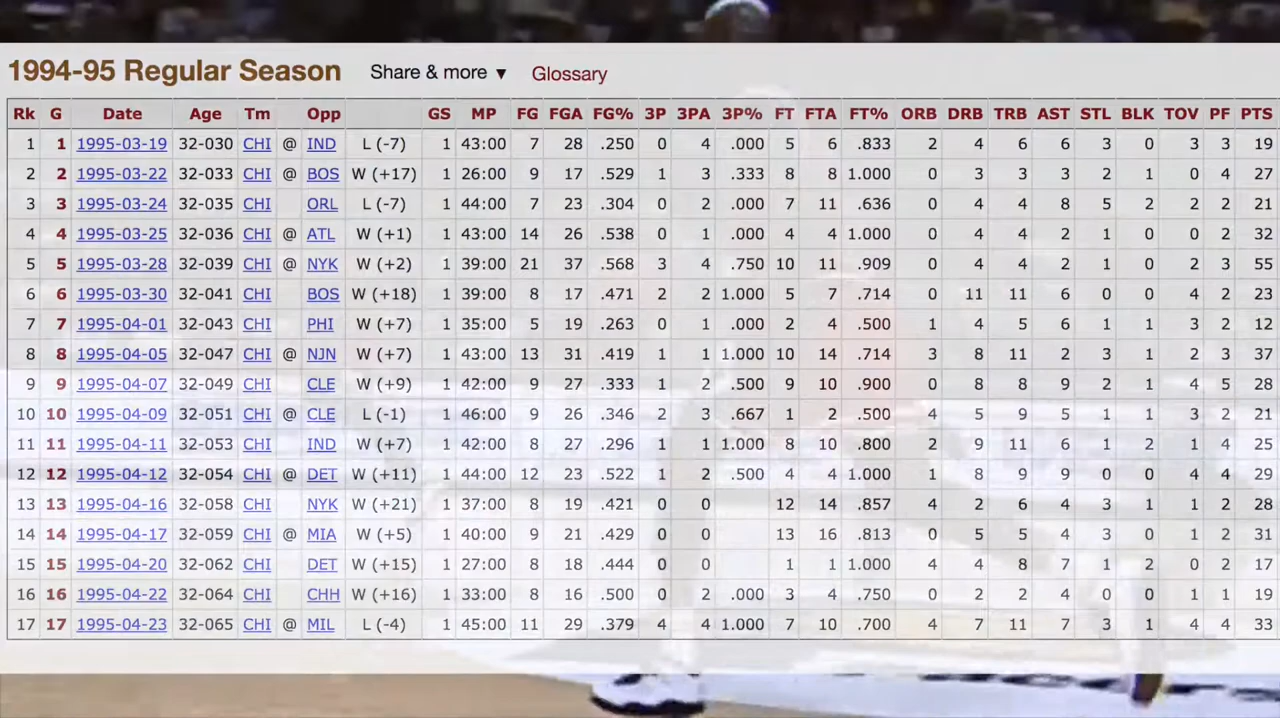 1994-95 Regular Season Share & more ▼ Glossary
Rk G Date Age Tm Opp GS MP FG FGA FG% 3P 3PA 3P% FT FTA FT% ORB DRB TRB AST STL BLK TOV PF PTS
1 1 1995-03-19 32-030 CHI @ IND L (-7) 1 43:00 7 28 .250 0 4 .000 5 6 .833 2 4 6 6 3 0 3 3 19
2 2 1995-03-22 32-033 CHI @ BOS W (+17) 1 26:00 9 17 .529 1 3 .333 8 8 1.000 0 3 3 3 2 1 0 4 27
3 3 1995-03-24 32-035 CHI ORL L (-7) 1 44:00 7 23 .304 0 2 .000 7 11 .636 0 4 4 8 5 2 2 2 21
4 4 1995-03-25 32-036 CHI @ ATL W (+1) 1 43:00 14 26 .538 0 1 .000 4 4 1.000 0 4 4 2 1 0 0 2 32
5 5 1995-03-28 32-039 CHI @ NYK W (+2) 1 39:00 21 37 .568 3 4 .750 10 11 .909 0 4 4 2 1 0 2 3 55
6 6 1995-03-30 32-041 CHI BOS W (+18) 1 39:00 8 17 .471 2 2 1.000 5 7 .714 0 11 11 6 0 0 4 2 23
7 7 1995-04-01 32-043 CHI PHI W (+7) 1 35:00 5 19 .263 0 1 .000 2 4 .500 1 4 5 6 1 1 3 2 12
8 8 1995-04-05 32-047 CHI @ NJN W (+7) 1 43:00 13 31 .419 1 1 1.000 10 14 .714 3 8 11 2 3 1 2 3 37
9 9 1995-04-07 32-049 CHI CLE W (+9) 1 42:00 9 27 .333 1 2 .500 9 10 .900 0 8 8 9 2 1 4 5 28
10 10 1995-04-09 32-051 CHI @ CLE L (-1) 1 46:00 9 26 .346 2 3 .667 1 2 .500 4 5 9 5 1 1 3 2 21
11 11 1995-04-11 32-053 CHI IND W (+7) 1 42:00 8 27 .296 1 1 1.000 8 10 .800 2 9 11 6 1 2 1 4 25
12 12 1995-04-12 32-054 CHI @ DET W (+11) 1 44:00 12 23 .522 1 2 .500 4 4 1.000 1 8 9 9 0 0 4 4 29
13 13 1995-04-16 32-058 CHI NYK W (+21) 1 37:00 8 19 .421 0 0 12 14 .857 4 2 6 4 3 1 1 2 28
14 14 1995-04-17 32-059 CHI @ MIA W (+5) 1 40:00 9 21 .429 0 0 13 16 .813 0 5 5 4 3 0 1 2 31
15 15 1995-04-20 32-062 CHI DET W (+15) 1 27:00 8 18 .444 0 0 1 1 1.000 4 4 8 7 1 2 0 2 17
16 16 1995-04-22 32-064 CHI CHH W (+16) 1 33:00 8 16 .500 0 2 .000 3 4 .750 0 2 2 4 0 0 1 1 19
17 17 1995-04-23 32-065 CHI @ MIL L (-4) 1 45:00 11 29 .379 4 4 1.000 7 10 .700 4 7 11 7 3 1 4 4 33